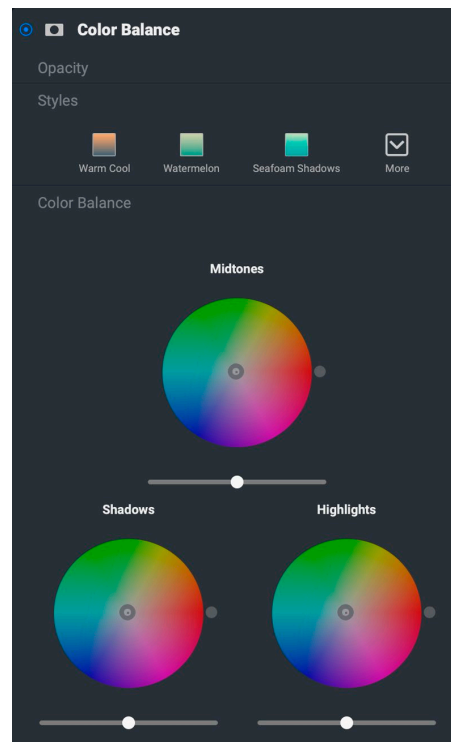 Color Balance
Opacity
Styles
Warm Cool Watermelon Seafoam Shadows More
Color Balance
Midtones
Shadows Highlights